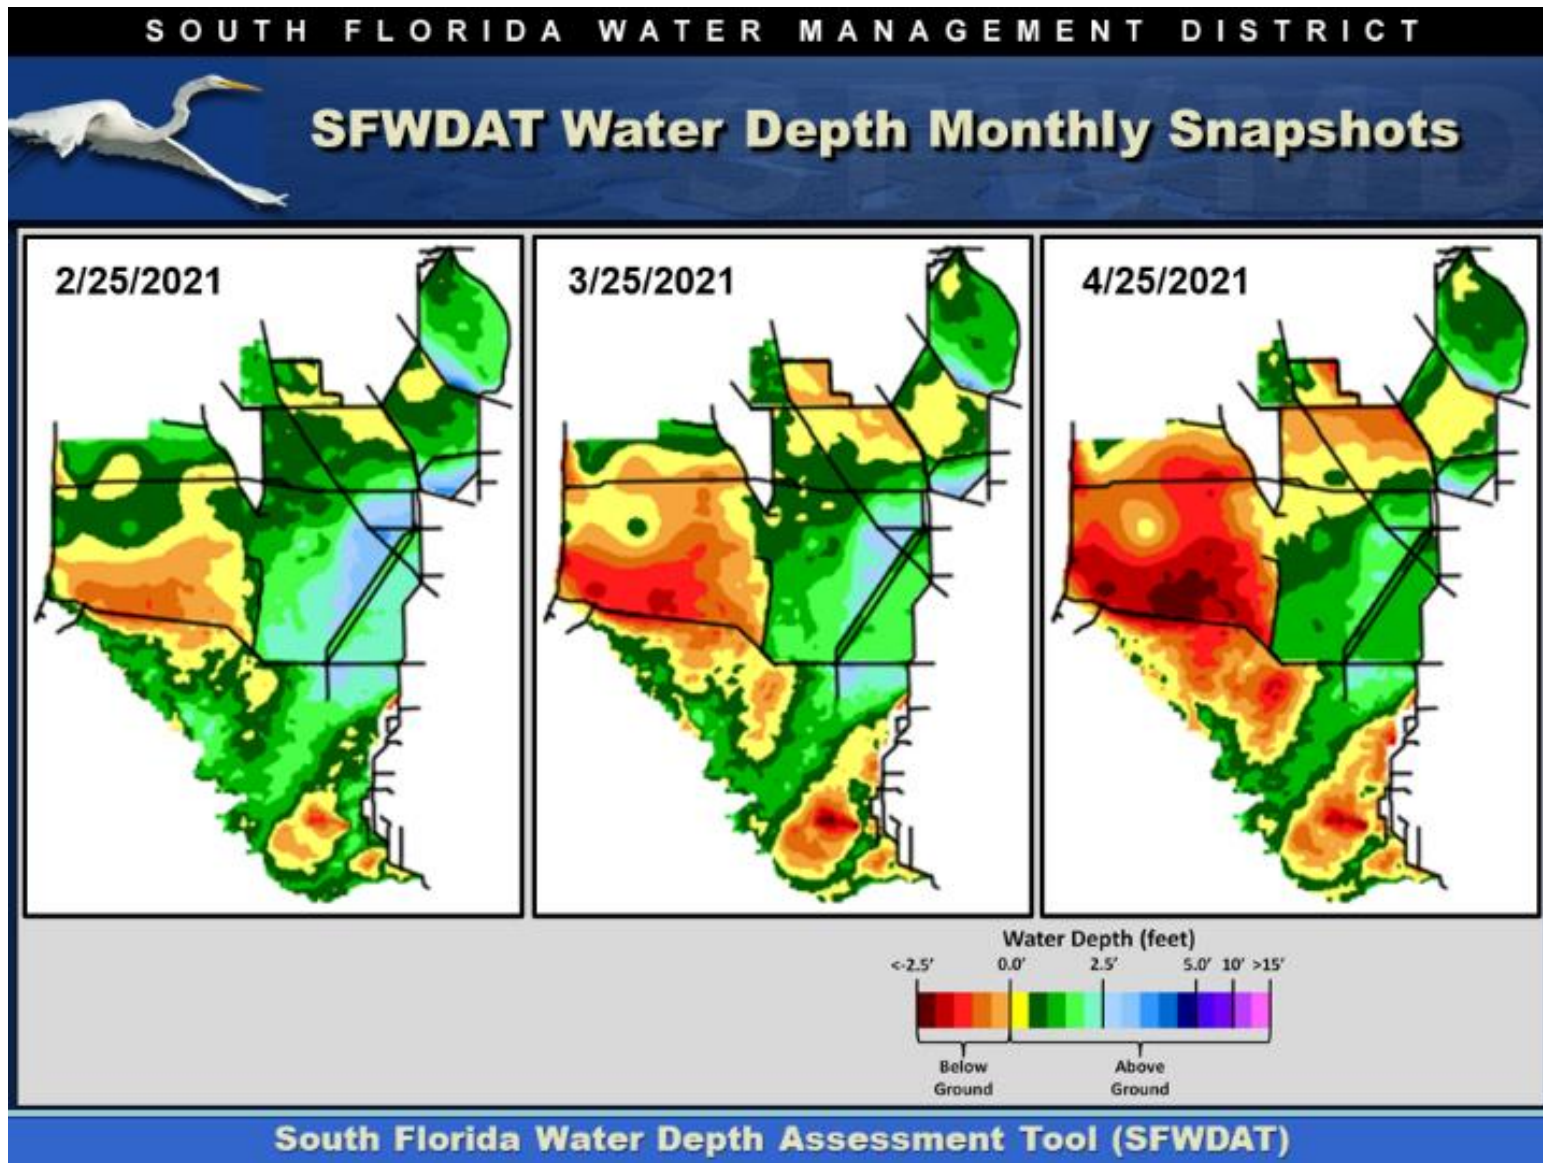 SOUTH FLORIDA WATER MANAGEMENT DISTRICT
SFWDAT Water Depth Monthly Snapshots
2/25/2021
3/25/2021
4/25/2021
Water Depth (feet)
<-2.5' 0.0' 2.5' 5.0' 10' >15'
Below Ground
Above Ground
South Florida Water Depth Assessment Tool (SFWDAT)